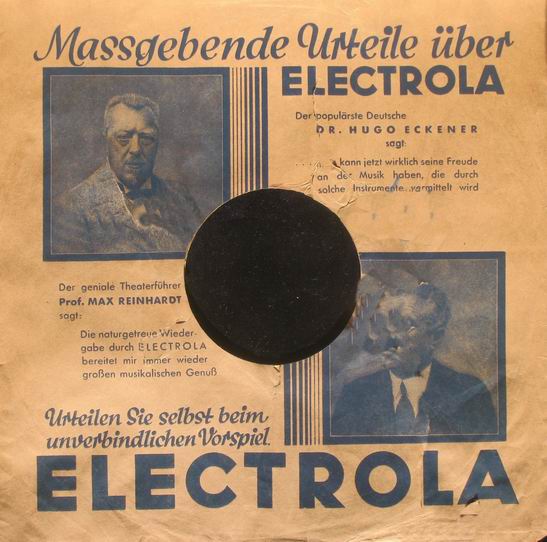 Massgebende Urteile über
ELECTROLA
Der populärste Deutsche
DR. HUGO ECKENER
sagt:
kann jetzt wirklich seine Freude
an der Musik haben, die durch
solche Instrumente vermittelt wird
Der geniale Theaterführer
Prof. MAX REINHARDT
sagt:
Die naturgetreue Wieder-
gabe durch ELECTROLA
bereitet mir immer wieder
großen musikalischen Genuß
Urteilen Sie selbst beim
unverbindlichen Vorspiel.
ELECTROLA